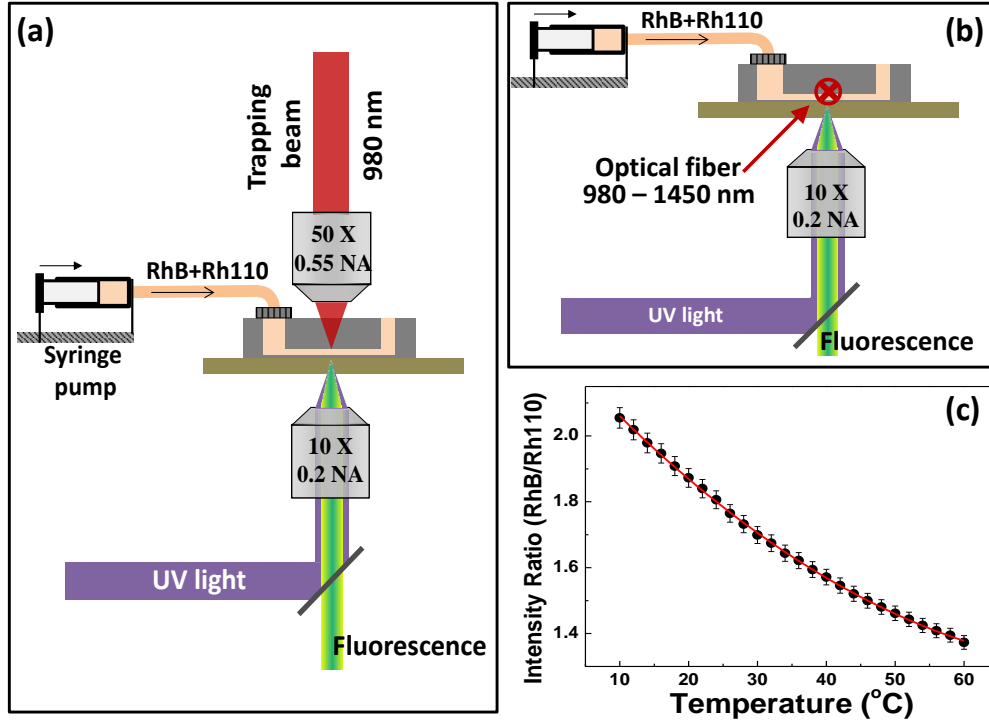 (a)
Trapping
beam
980 nm
50 X
0.55 NA
RhB+Rh110
Syringe
pump
10 X
0.2 NA
UV light
Fluorescence
(b)
RhB+Rh110
Optical fiber
980 – 1450 nm
10 X
0.2 NA
UV light
Fluorescence
(c)
Intensity Ratio (RhB/Rh110)
2.0
1.8
1.6
1.4
10 20 30 40 50 60
Temperature (°C)